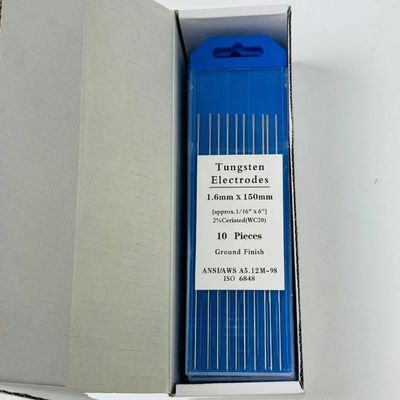 Tungsten
Electrodes
1.6mm x 150mm
[approx.1/16" x 6"]
2%Ceriated(WC20)
10 Pieces
Ground Finish
ANSI/AWS A5.12M-98
ISO 6848